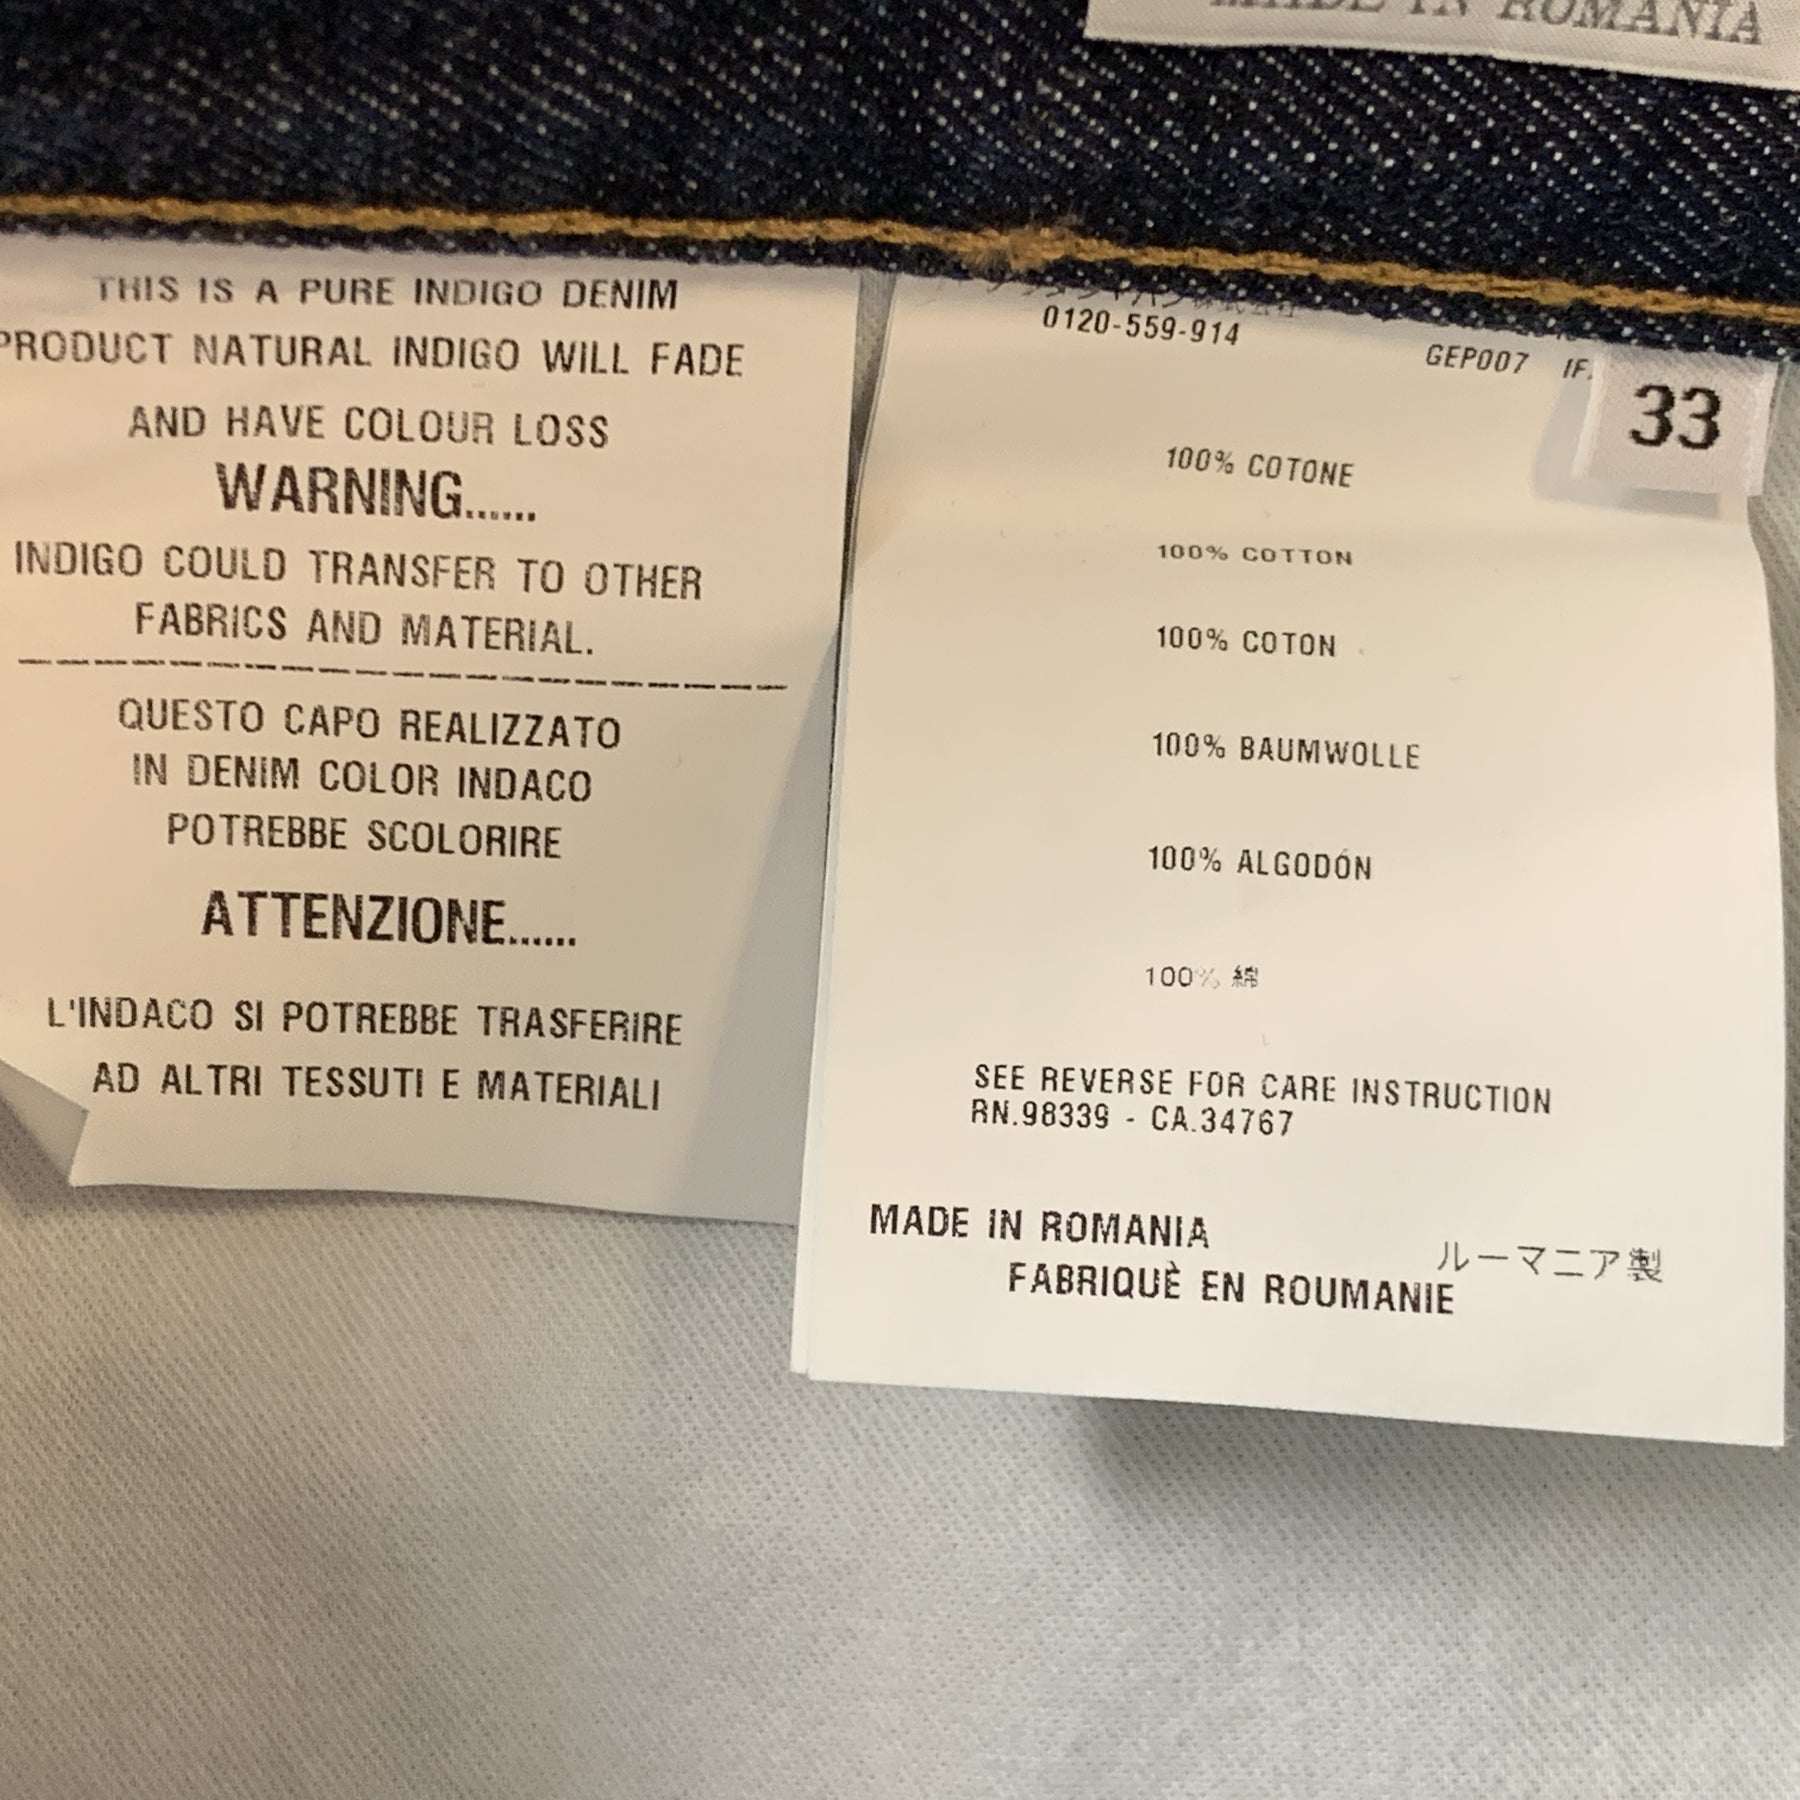 MADE IN ROMANIA
THIS IS A PURE INDIGO DENIM
PRODUCT NATURAL INDIGO WILL FADE
AND HAVE COLOUR LOSS
WARNING......
INDIGO COULD TRANSFER TO OTHER
FABRICS AND MATERIAL.
QUESTO CAPO REALIZZATO
IN DENIM COLOR INDACO
POTREBBE SCOLORIRE
ATTENZIONE......
L'INDACO SI POTREBBE TRASFERIRE
AD ALTRI TESSUTI E MATERIALI
0120-559-914
GEP007 IF.
33
100% COTONE
100% COTTON
100% COTON
100% BAUMWOLLE
100% ALGODÓN
100% 綿
SEE REVERSE FOR CARE INSTRUCTION
RN.98339 - CA.34767
MADE IN ROMANIA
FABRIQUÈ EN ROUMANIE
ルーマニア製